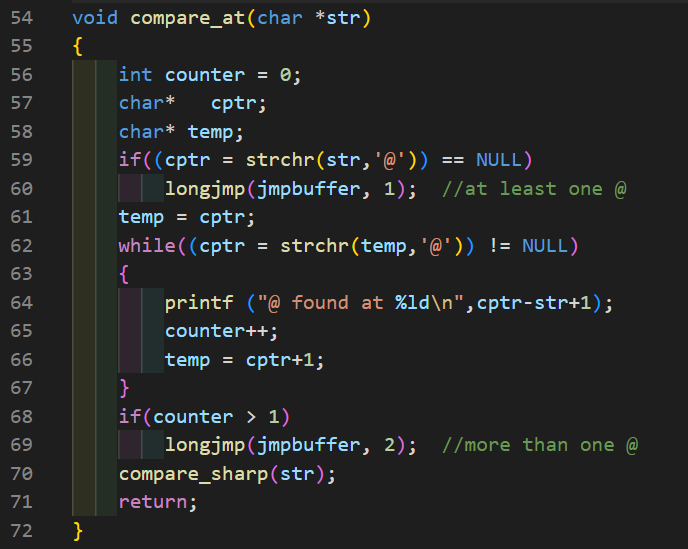 54 void compare_at(char *str)
55 {
56     int counter = 0;
57     char*   cptr;
58     char* temp;
59     if((cptr = strchr(str,'@')) == NULL)
60         longjmp(jmpbuffer, 1);  //at least one @
61     temp = cptr;
62     while((cptr = strchr(temp,'@')) != NULL)
63     {
64         printf ("@ found at %ld\n",cptr-str+1);
65         counter++;
66         temp = cptr+1;
67     }
68     if(counter > 1)
69         longjmp(jmpbuffer, 2);  //more than one @
70     compare_sharp(str);
71     return;
72 }